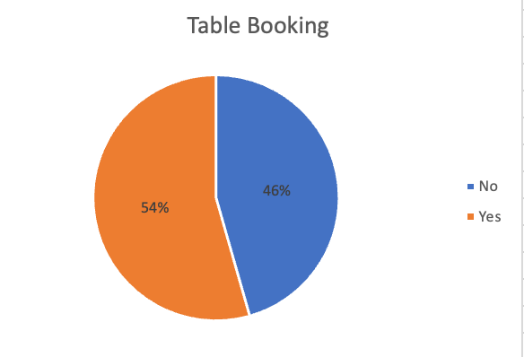 Table Booking
46%
54%
No
Yes